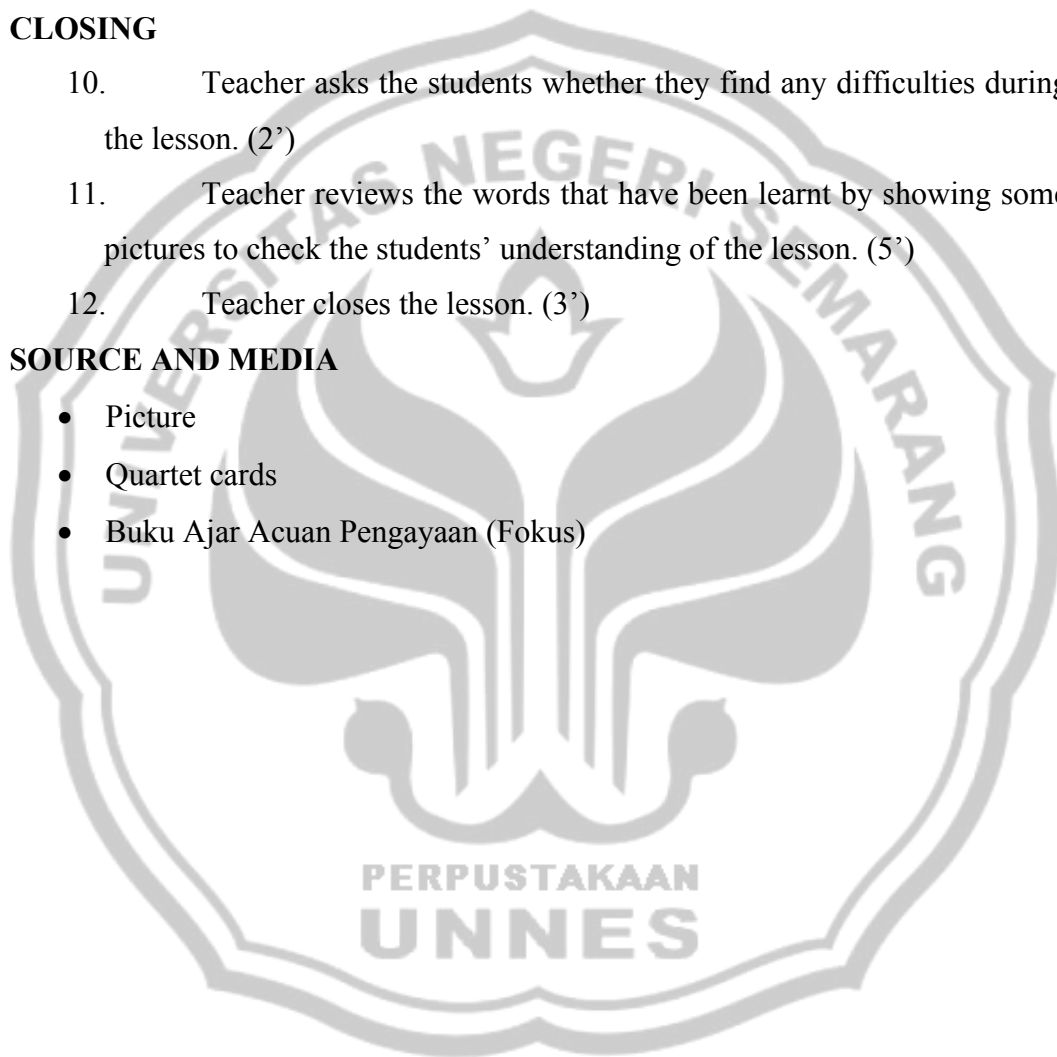 CLOSING
10. Teacher asks the students whether they find any difficulties during
the lesson. (2’)
11. Teacher reviews the words that have been learnt by showing some
pictures to check the students’ understanding of the lesson. (5’)
12. Teacher closes the lesson. (3’)
SOURCE AND MEDIA
• Picture
• Quartet cards
• Buku Ajar Acuan Pengayaan (Fokus)
UNIVERSITAS NEGERI SEMARANG
PERPUSTAKAAN
UNNES